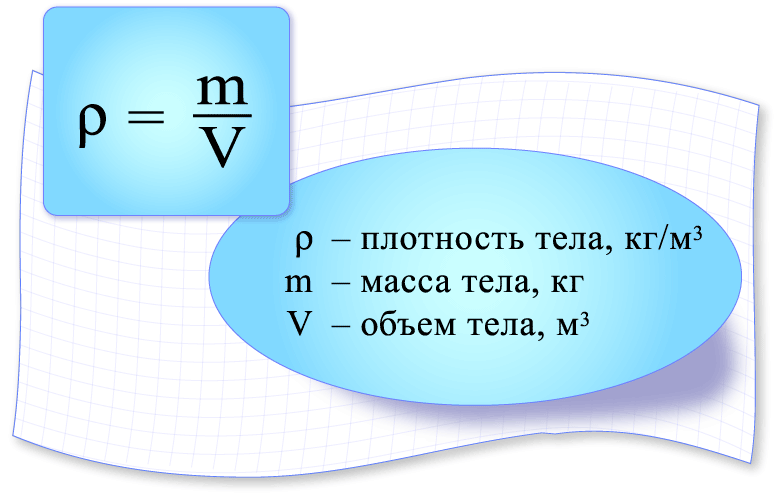 ρ = m/V
ρ – плотность тела, кг/м³
m – масса тела, кг
V – объем тела, м³